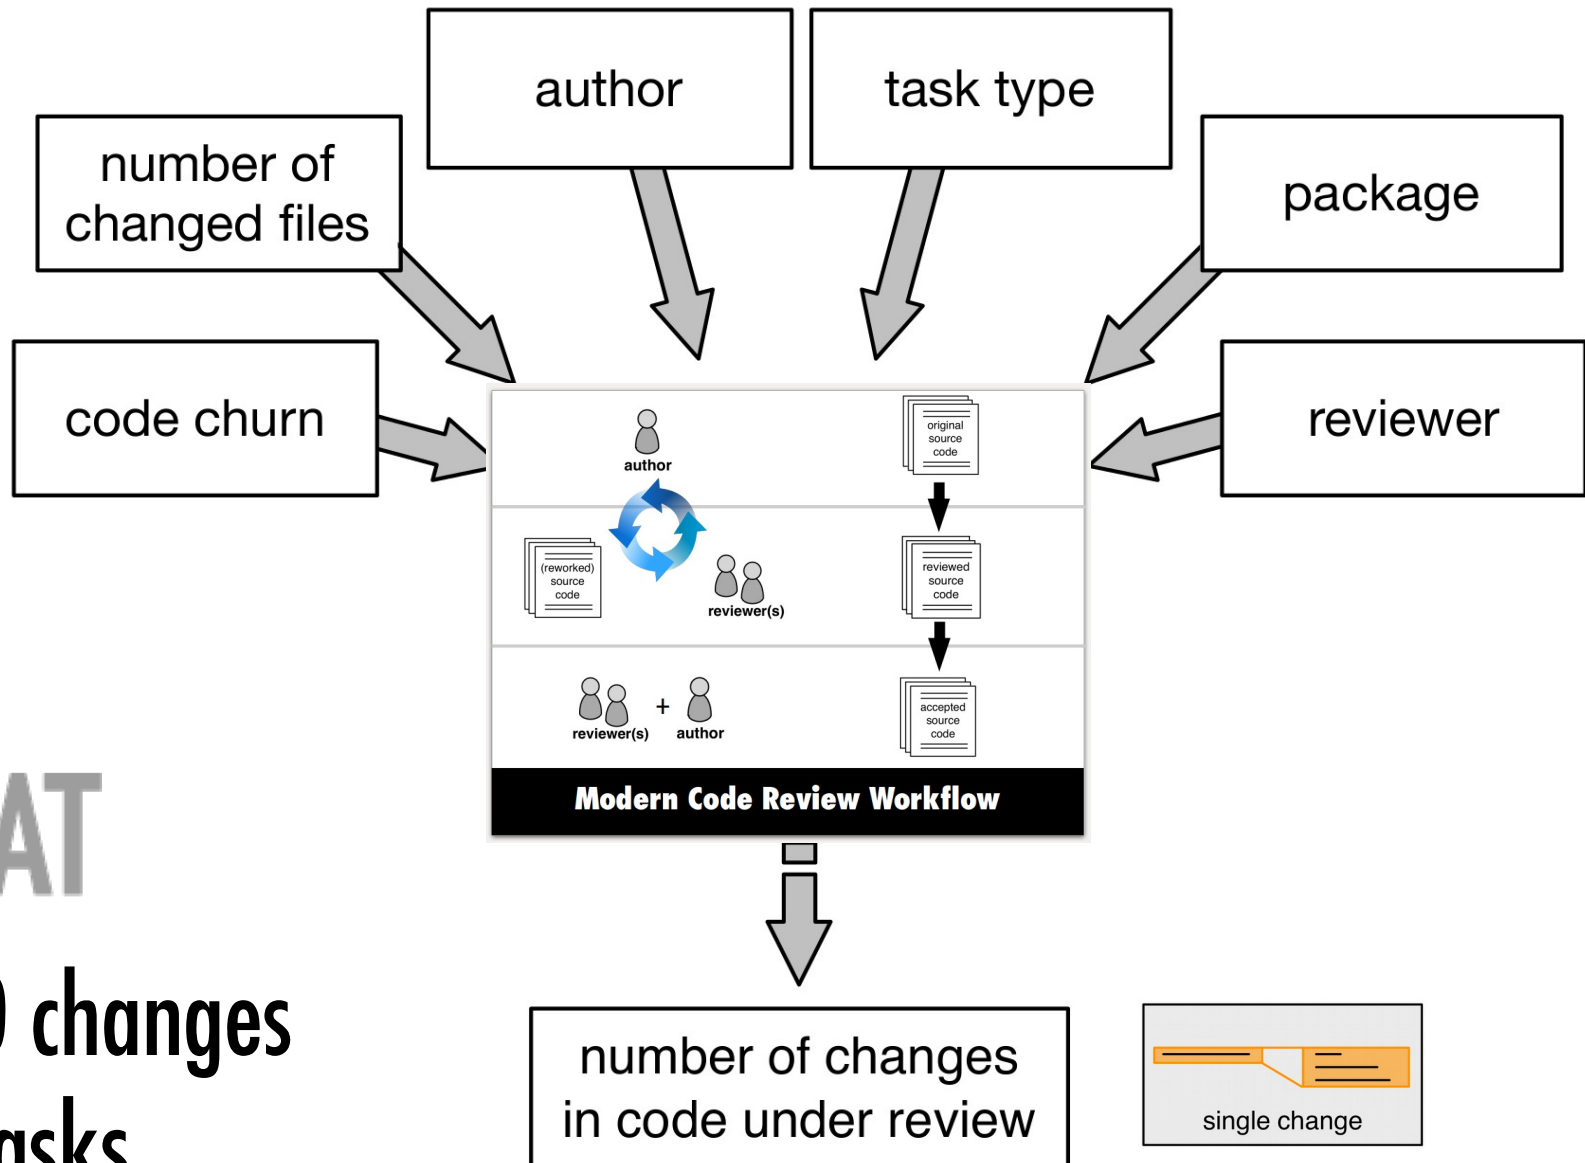 author
task type
number of
changed files
package
code churn
reviewer
author
original
source
code
(reworked)
source
code
reviewer(s)
reviewed
source
code
reviewer(s)
+
author
accepted
source
code
Modern Code Review Workflow
changes
number of changes
in code under review
single change